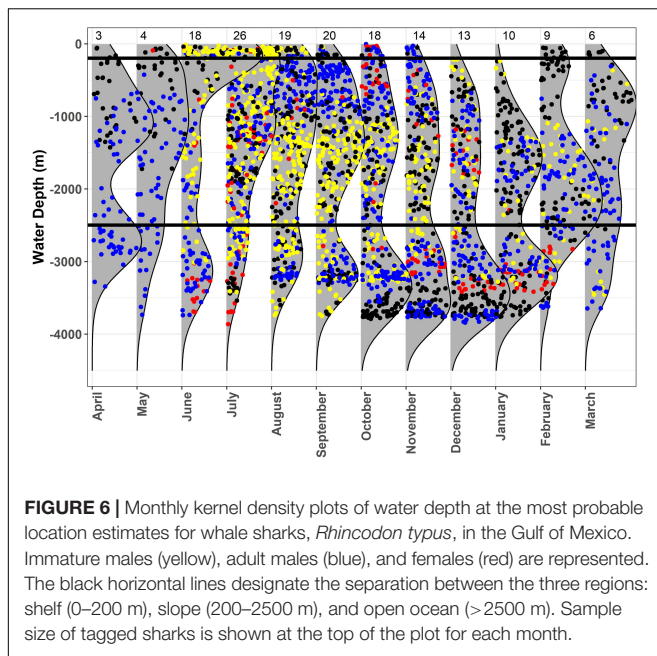 3 4 18 26 19 20 18 14 13 10 9 6
0
-1000
-2000
-3000
-4000
Water Depth (m)
April
May
June
July
August
September
October
November
December
January
February
March
FIGURE 6 | Monthly kernel density plots of water depth at the most probable
location estimates for whale sharks, Rhincodon typus, in the Gulf of Mexico.
Immature males (yellow), adult males (blue), and females (red) are represented.
The black horizontal lines designate the separation between the three regions:
shelf (0–200 m), slope (200–2500 m), and open ocean (>2500 m). Sample
size of tagged sharks is shown at the top of the plot for each month.